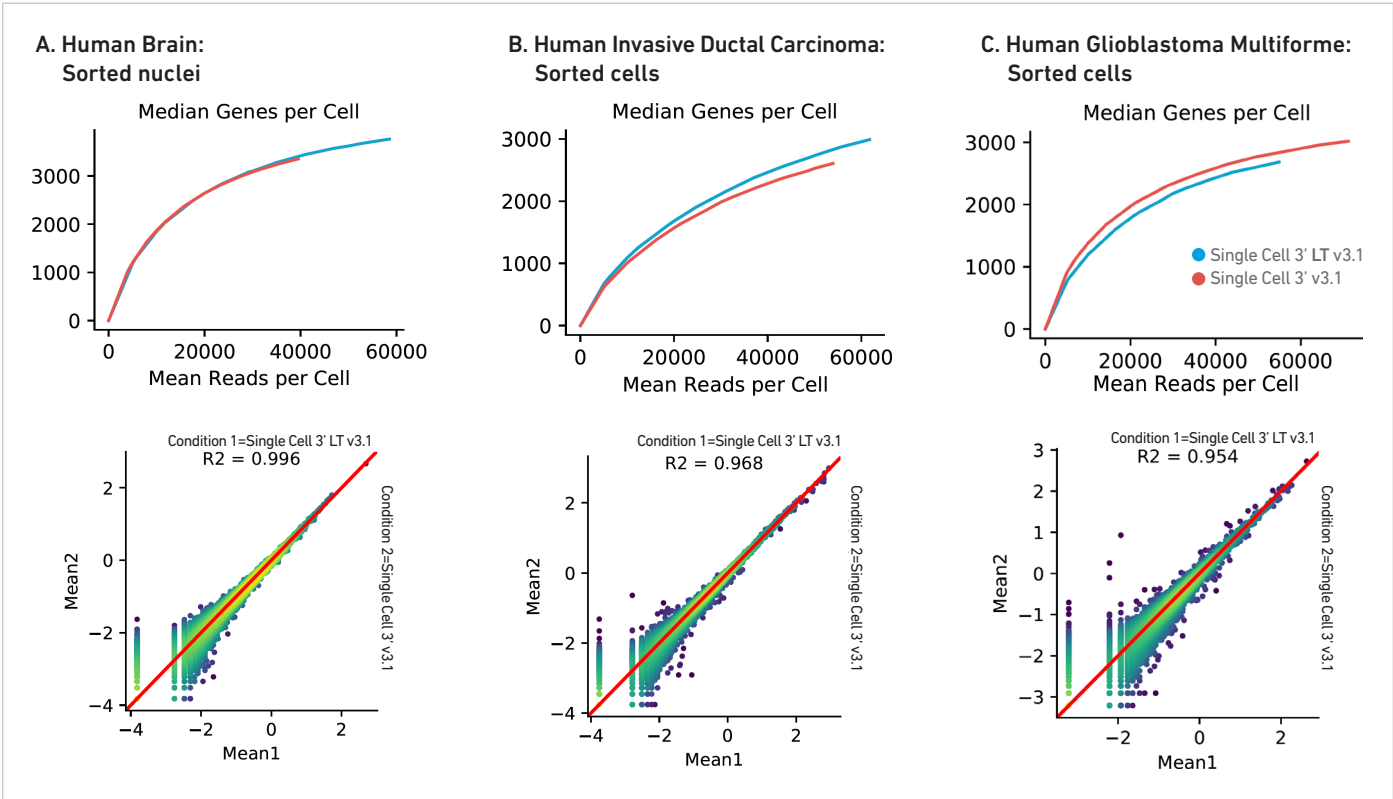 A. Human Brain:
Sorted nuclei
Median Genes per Cell
3000
2000
1000
0
0 20000 40000 60000
Mean Reads per Cell
Condition 1=Single Cell 3' LT v3.1
R2 = 0.996
Condition 2=Single Cell 3' v3.1
Mean2
2
0
−2
−4
−4 −2 0 2
Mean1
B. Human Invasive Ductal Carcinoma:
Sorted cells
Median Genes per Cell
3000
2000
1000
0
0 20000 40000 60000
Mean Reads per Cell
Condition 1=Single Cell 3' LT v3.1
R2 = 0.968
Condition 2=Single Cell 3' v3.1
Mean2
2
0
−2
−4
−4 −2 0 2
Mean1
C. Human Glioblastoma Multiforme:
Sorted cells
Median Genes per Cell
3000
2000
1000
0
Single Cell 3' LT v3.1
Single Cell 3' v3.1
0 20000 40000 60000
Mean Reads per Cell
Condition 1=Single Cell 3' LT v3.1
R2 = 0.954
Condition 2=Single Cell 3' v3.1
Mean2
3
2
1
0
−1
−2
−3
−2 0 2
Mean1